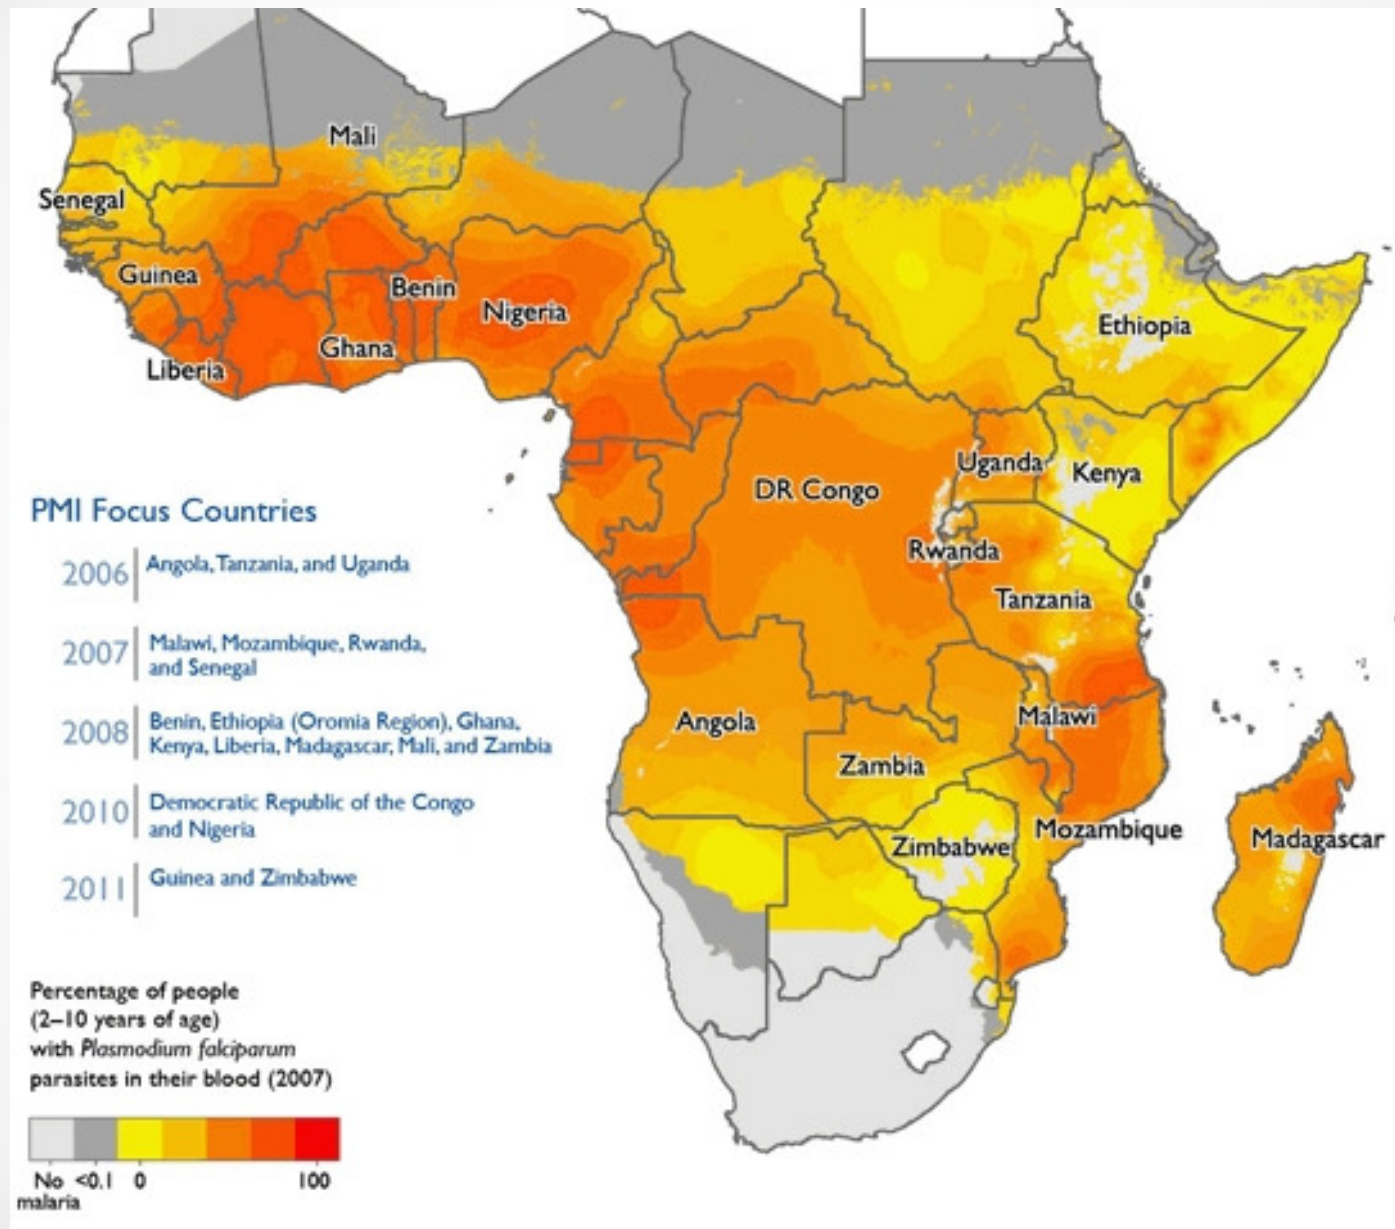 Mali
Senegal
Guinea
Benin
Nigeria
Ethiopia
Ghana
Liberia
Uganda
Kenya
DR Congo
Rwanda
Tanzania
Malawi
Angola
Zambia
Mozambique
Zimbabwe
Madagascar
PMI Focus Countries
2006 Angola, Tanzania, and Uganda
2007 Malawi, Mozambique, Rwanda,
and Senegal
2008 Benin, Ethiopia (Oromia Region), Ghana,
Kenya, Liberia, Madagascar, Mali, and Zambia
2010 Democratic Republic of the Congo
and Nigeria
2011 Guinea and Zimbabwe
Percentage of people
(2–10 years of age)
with Plasmodium falciparum
parasites in their blood (2007)
No <0.1 0 100
malaria